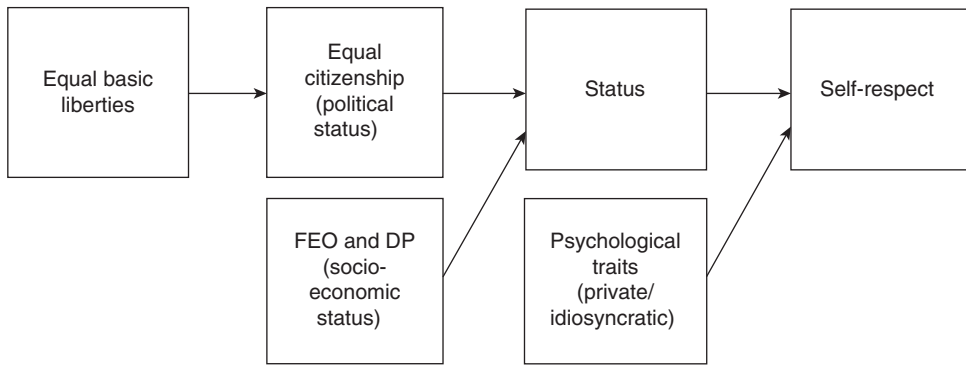 Equal basic
liberties
Equal
citizenship
(political
status)
Status
Self-respect
FEO and DP
(socio-
economic
status)
Psychological
traits
(private/
idiosyncratic)